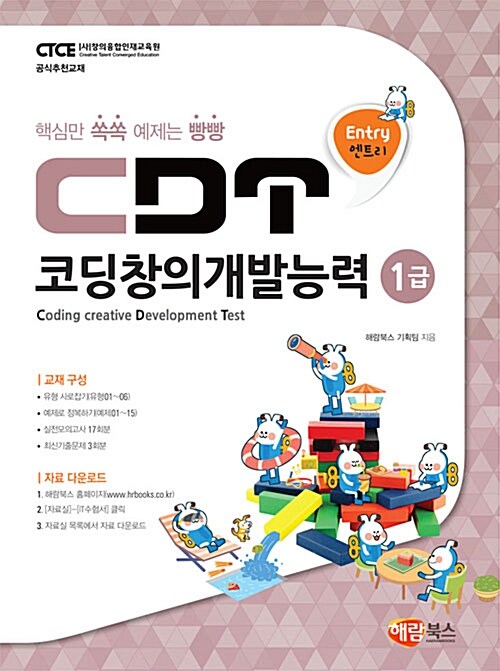 CTCE (사)창의융합인재교육원
Creative Talent Converged Education
공식추천교재
핵심만 쏙쏙 예제는 빵빵
Entry
엔트리
CDT
코딩창의개발능력 1급
Coding creative Development Test
해람북스 기획팀 지음
교재 구성
• 유형 사로잡기(유형01~06)
• 예제로 정복하기(예제01~15)
• 실전모의고사 17회분
• 최신기출문제 3회분
자료 다운로드
1. 해람북스 홈페이지(www.hrbooks.co.kr)
2. [자료실]-[IT수험서] 클릭
3. 자료실 목록에서 자료 다운로드
해람북스
HAERAMBOOKS